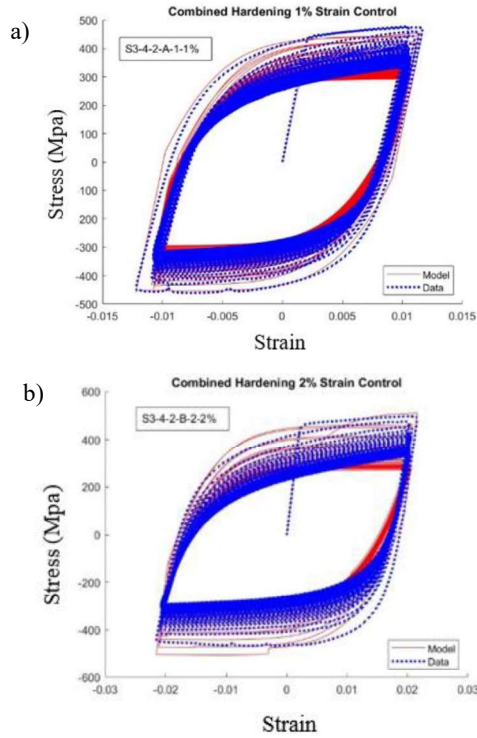 a)
Combined Hardening 1% Strain Control
S3-4-2-A-1-1%
Stress (Mpa)
500
400
300
200
100
0
-100
-200
-300
-400
-500
-0.015
-0.01
-0.005
0
0.005
0.01
0.015
Model
Data
Strain
b)
Combined Hardening 2% Strain Control
S3-4-2-B-2-2%
Stress (Mpa)
600
400
200
0
-200
-400
-600
-0.03
-0.02
-0.01
0
0.01
0.02
0.03
Model
Data
Strain